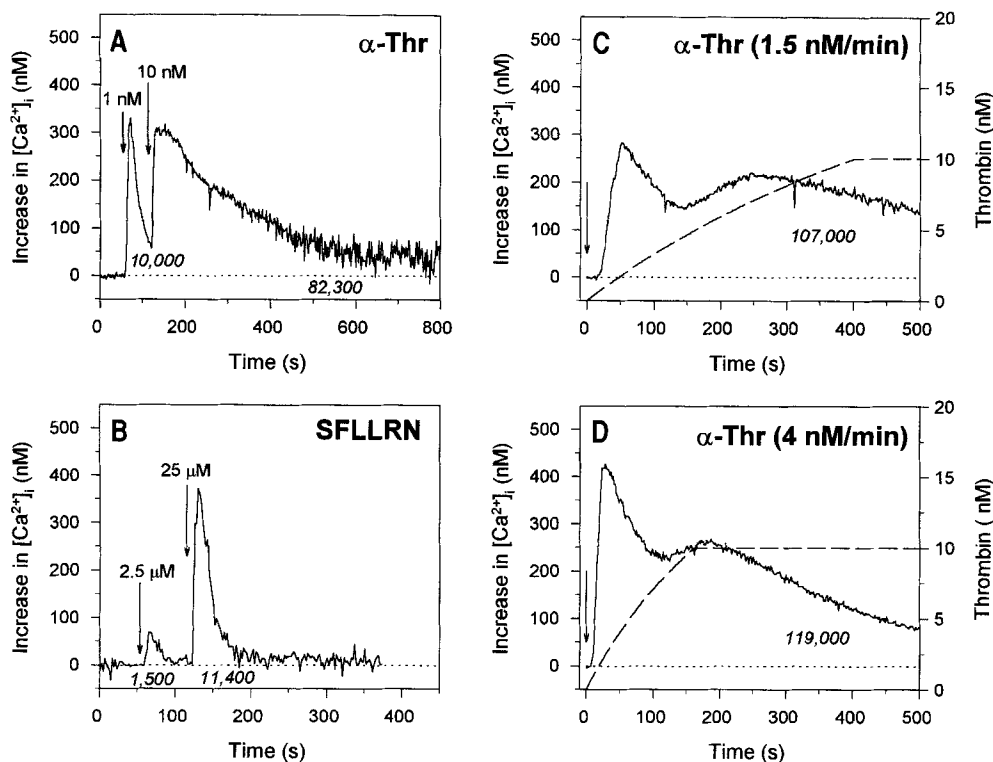 A
α-Thr
1 nM
10 nM
10,000
82,300
Increase in [Ca²⁺]ᵢ (nM)
500
400
300
200
100
0
0 200 400 600 800
Time (s)
C
α-Thr (1.5 nM/min)
107,000
Increase in [Ca²⁺]ᵢ (nM)
500
400
300
200
100
0
20
15
10
5
0
Thrombin (nM)
0 100 200 300 400 500
Time (s)
B
SFLLRN
2.5 μM
25 μM
1,500
11,400
Increase in [Ca²⁺]ᵢ (nM)
500
400
300
200
100
0
0 100 200 300 400
Time (s)
D
α-Thr (4 nM/min)
119,000
Increase in [Ca²⁺]ᵢ (nM)
500
400
300
200
100
0
20
15
10
5
0
Thrombin ( nM)
0 100 200 300 400 500
Time (s)